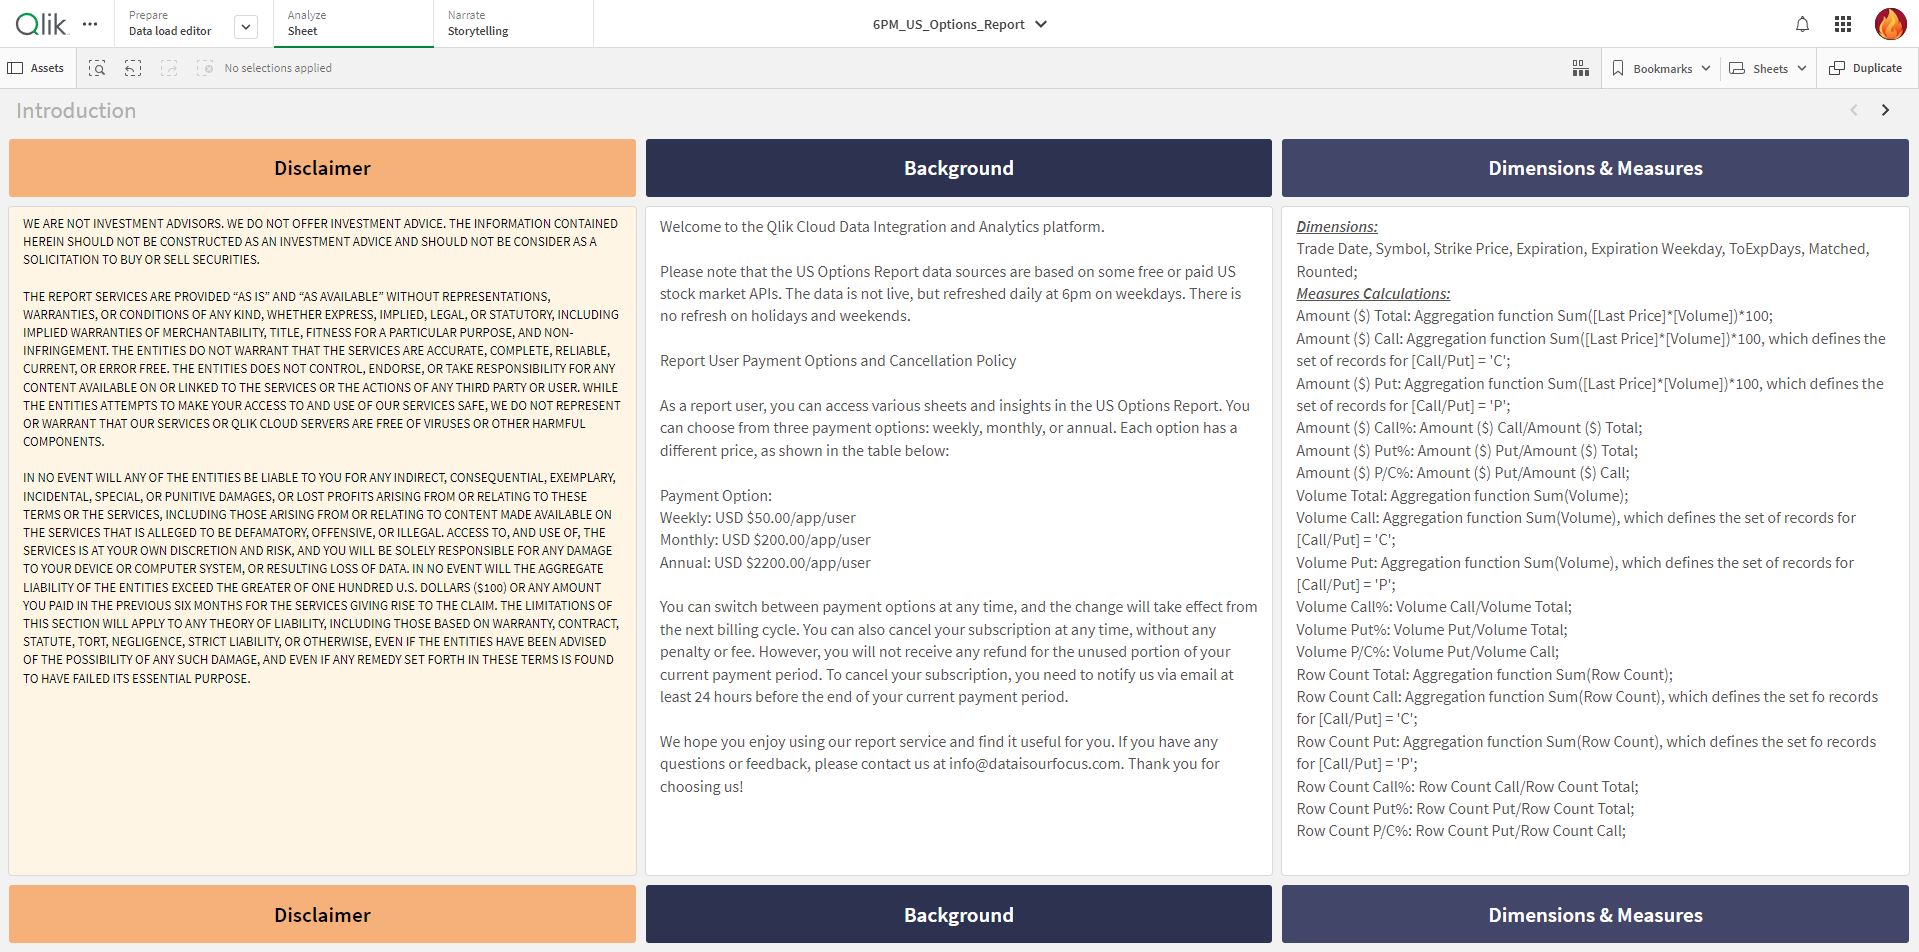 Qlik
Prepare
Data load editor
Analyze
Sheet
Narrate
Storytelling
6PM_US_Options_Report
Assets
No selections applied
Bookmarks
Sheets
Duplicate
Introduction
Disclaimer
WE ARE NOT INVESTMENT ADVISORS. WE DO NOT OFFER INVESTMENT ADVICE. THE INFORMATION CONTAINED
HEREIN SHOULD NOT BE CONSTRUCTED AS AN INVESTMENT ADVICE AND SHOULD NOT BE CONSIDER AS A
SOLICITATION TO BUY OR SELL SECURITIES.
THE REPORT SERVICES ARE PROVIDED “AS IS” AND “AS AVAILABLE” WITHOUT REPRESENTATIONS,
WARRANTIES, OR CONDITIONS OF ANY KIND, WHETHER EXPRESS, IMPLIED, LEGAL, OR STATUTORY, INCLUDING
IMPLIED WARRANTIES OF MERCHANTABILITY, TITLE, FITNESS FOR A PARTICULAR PURPOSE, AND NON-
INFRINGEMENT. THE ENTITIES DO NOT WARRANT THAT THE SERVICES ARE ACCURATE, COMPLETE, RELIABLE,
CURRENT, OR ERROR FREE. THE ENTITIES DOES NOT CONTROL, ENDORSE, OR TAKE RESPONSIBILITY FOR ANY
CONTENT AVAILABLE ON OR LINKED TO THE SERVICES OR THE ACTIONS OF ANY THIRD PARTY OR USER. WHILE
THE ENTITIES ATTEMPTS TO MAKE YOUR ACCESS TO AND USE OF OUR SERVICES SAFE, WE DO NOT REPRESENT
OR WARRANT THAT OUR SERVICES OR QLIK CLOUD SERVERS ARE FREE OF VIRUSES OR OTHER HARMFUL
COMPONENTS.
IN NO EVENT WILL ANY OF THE ENTITIES BE LIABLE TO YOU FOR ANY INDIRECT, CONSEQUENTIAL, EXEMPLARY,
INCIDENTAL, SPECIAL, OR PUNITIVE DAMAGES, OR LOST PROFITS ARISING FROM OR RELATING TO THESE
TERMS OR THE SERVICES, INCLUDING THOSE ARISING FROM OR RELATING TO CONTENT MADE AVAILABLE ON
THE SERVICES THAT IS ALLEGED TO BE DEFAMATORY, OFFENSIVE, OR ILLEGAL. ACCESS TO, AND USE OF, THE
SERVICES IS AT YOUR OWN DISCRETION AND RISK, AND YOU WILL BE SOLELY RESPONSIBLE FOR ANY DAMAGE
TO YOUR DEVICE OR COMPUTER SYSTEM, OR RESULTING LOSS OF DATA. IN NO EVENT WILL THE AGGREGATE
LIABILITY OF THE ENTITIES EXCEED THE GREATER OF ONE HUNDRED U.S. DOLLARS ($100) OR ANY AMOUNT
YOU PAID IN THE PREVIOUS SIX MONTHS FOR THE SERVICES GIVING RISE TO THE CLAIM. THE LIMITATIONS OF
THIS SECTION WILL APPLY TO ANY THEORY OF LIABILITY, INCLUDING THOSE BASED ON WARRANTY, CONTRACT,
STATUTE, TORT, NEGLIGENCE, STRICT LIABILITY, OR OTHERWISE, EVEN IF THE ENTITIES HAVE BEEN ADVISED
OF THE POSSIBILITY OF ANY SUCH DAMAGE, AND EVEN IF ANY REMEDY SET FORTH IN THESE TERMS IS FOUND
TO HAVE FAILED ITS ESSENTIAL PURPOSE.
Disclaimer
Background
Welcome to the Qlik Cloud Data Integration and Analytics platform.
Please note that the US Options Report data sources are based on some free or paid US
stock market APIs. The data is not live, but refreshed daily at 6pm on weekdays. There is
no refresh on holidays and weekends.
Report User Payment Options and Cancellation Policy
As a report user, you can access various sheets and insights in the US Options Report. You
can choose from three payment options: weekly, monthly, or annual. Each option has a
different price, as shown in the table below:
Payment Option:
Weekly: USD $50.00/app/user
Monthly: USD $200.00/app/user
Annual: USD $2200.00/app/user
You can switch between payment options at any time, and the change will take effect from
the next billing cycle. You can also cancel your subscription at any time, without any
penalty or fee. However, you will not receive any refund for the unused portion of your
current payment period. To cancel your subscription, you need to notify us via email at
least 24 hours before the end of your current payment period.
We hope you enjoy using our report service and find it useful for you. If you have any
questions or feedback, please contact us at info@dataisourfocus.com. Thank you for
choosing us!
Background
Dimensions & Measures
Dimensions:
Trade Date, Symbol, Strike Price, Expiration, Expiration Weekday, ToExpDays, Matched,
Rounted;
Measures Calculations:
Amount ($) Total: Aggregation function Sum([Last Price]*[Volume])*100;
Amount ($) Call: Aggregation function Sum([Last Price]*[Volume])*100, which defines the
set of records for [Call/Put] = 'C';
Amount ($) Put: Aggregation function Sum([Last Price]*[Volume])*100, which defines the
set of records for [Call/Put] = 'P';
Amount ($) Call%: Amount ($) Call/Amount ($) Total;
Amount ($) Put%: Amount ($) Put/Amount ($) Total;
Amount ($) P/C%: Amount ($) Put/Amount ($) Call;
Volume Total: Aggregation function Sum(Volume);
Volume Call: Aggregation function Sum(Volume), which defines the set of records for
[Call/Put] = 'C';
Volume Put: Aggregation function Sum(Volume), which defines the set of records for
[Call/Put] = 'P';
Volume Call%: Volume Call/Volume Total;
Volume Put%: Volume Put/Volume Total;
Volume P/C%: Volume Put/Volume Call;
Row Count Total: Aggregation function Sum(Row Count);
Row Count Call: Aggregation function Sum(Row Count), which defines the set fo records
for [Call/Put] = 'C';
Row Count Put: Aggregation function Sum(Row Count), which defines the set fo records
for [Call/Put] = 'P';
Row Count Call%: Row Count Call/Row Count Total;
Row Count Put%: Row Count Put/Row Count Total;
Row Count P/C%: Row Count Put/Row Count Call;
Dimensions & Measures